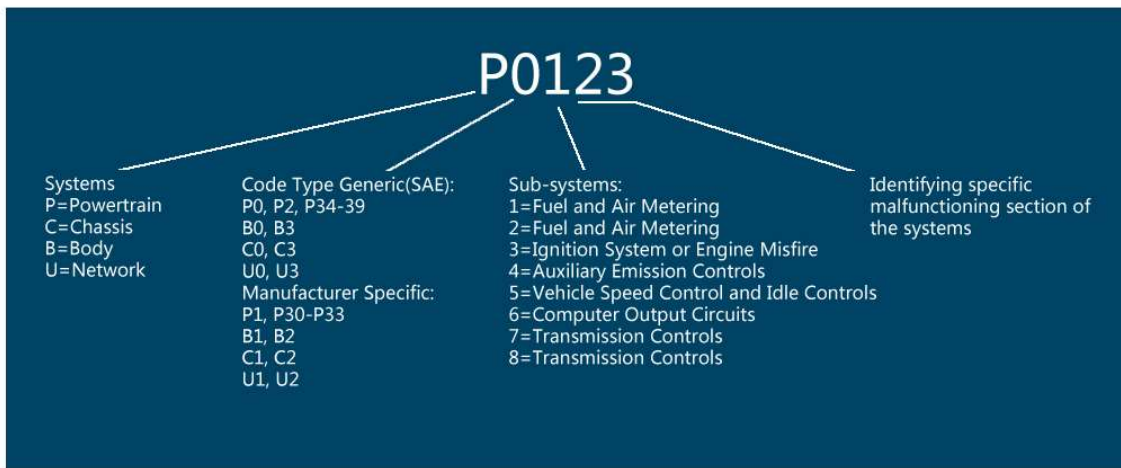 P0123
Systems
P=Powertrain
C=Chassis
B=Body
U=Network
Code Type Generic(SAE):
P0, P2, P34-39
B0, B3
C0, C3
U0, U3
Manufacturer Specific:
P1, P30-P33
B1, B2
C1, C2
U1, U2
Sub-systems:
1=Fuel and Air Metering
2=Fuel and Air Metering
3=Ignition System or Engine Misfire
4=Auxiliary Emission Controls
5=Vehicle Speed Control and Idle Controls
6=Computer Output Circuits
7=Transmission Controls
8=Transmission Controls
Identifying specific
malfunctioning section of
the systems